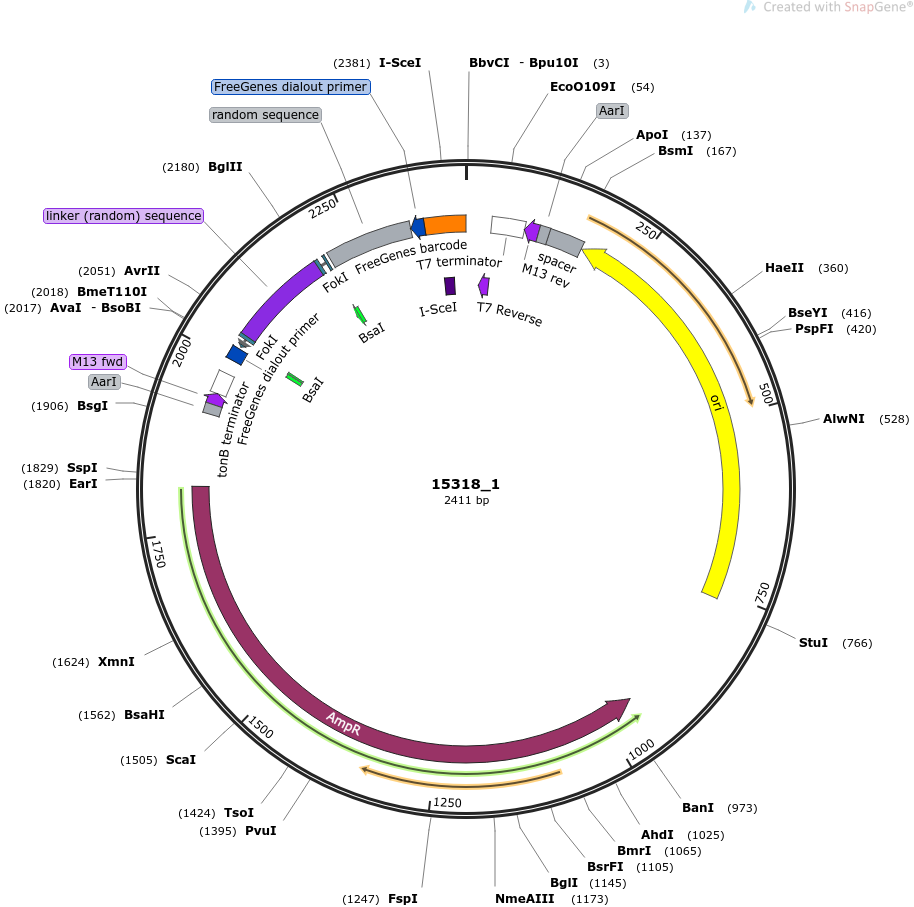 Created with SnapGene®
(2381) I-SceI
BbvCI - Bpu10I (3)
FreeGenes dialout primer
EcoO109I (54)
random sequence
AarI
ApoI (137)
BsmI (167)
(2180) BglII
2250
250
linker (random) sequence
FreeGenes barcode
T7 terminator
spacer
M13 rev
FokI
HaeII (360)
(2051) AvrII
(2018) BmeT110I
(2017) AvaI - BsoBI
I-SceI
T7 Reverse
BseYI (416)
PspFI (420)
BsaI
2000
FokI
M13 fwd
AarI
FreeGenes dialout primer
BsaI
tonB terminator
500
ori
(1906) BsgI
AlwNI (528)
(1829) SspI
(1820) EarI
15318_1
2411 bp
1750
750
StuI (766)
(1624) XmnI
(1562) BsaHI
AmpR
1500
1000
(1505) ScaI
1250
BanI (973)
(1424) TsoI
(1395) PvuI
AhdI (1025)
BmrI (1065)
BsrFI (1105)
BglI (1145)
(1247) FspI
NmeAIII (1173)